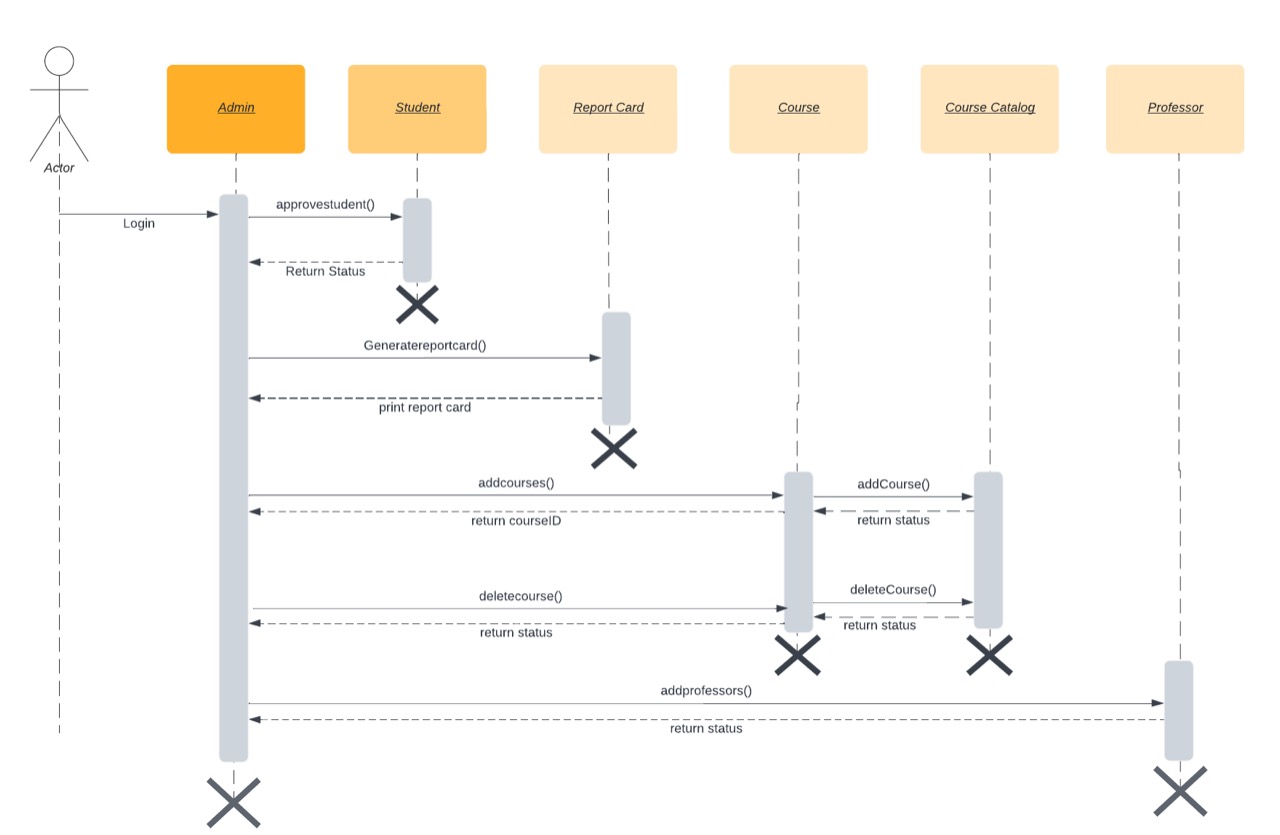 Admin
Student
Report Card
Course
Course Catalog
Professor
Actor
approvestudent()
Login
Return Status
Generatereportcard()
print report card
addcourses()
addCourse()
return courseID
return status
deleteCourse()
deletecourse()
return status
return status
addprofessors()
return status